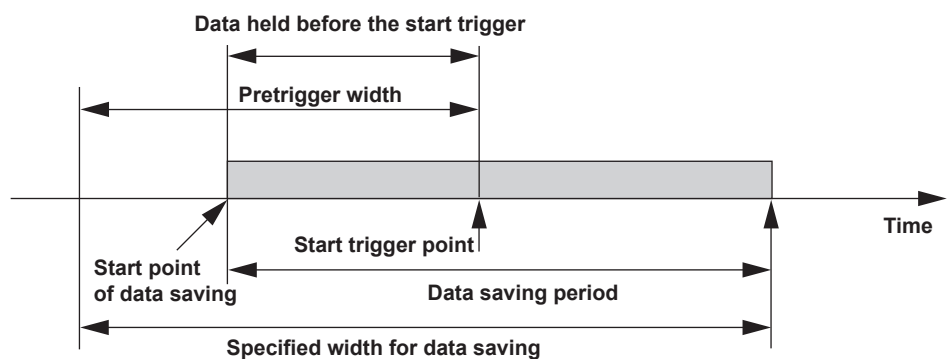 Data held before the start trigger
Pretrigger width
Time
Start trigger point
Start point
of data saving
Data saving period
Specified width for data saving